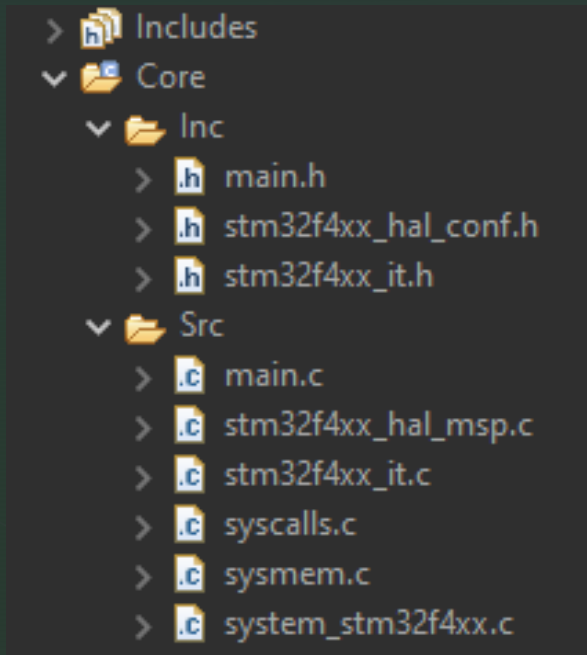 Includes
Core
Inc
.h main.h
.h stm32f4xx_hal_conf.h
.h stm32f4xx_it.h
Src
.c main.c
.c stm32f4xx_hal_msp.c
.c stm32f4xx_it.c
.c syscalls.c
.c sysmem.c
.c system_stm32f4xx.c